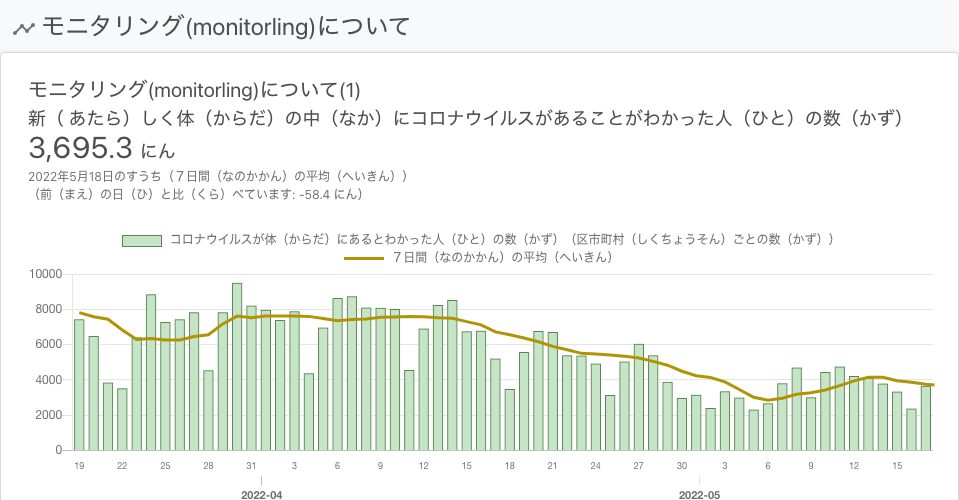 モニタリング(monitorling)について
モニタリング(monitorling)について(1)
新（ あたら）しく体（からだ）の中（なか）にコロナウイルスがあることがわかった人（ひと）の数（かず）
3,695.3 にん
2022年5月18日のすうち（７日間（なのかかん）の平均（へいきん））
（前（まえ）の日（ひ）と比（くら）べています: -58.4 にん）
コロナウイルスが体（からだ）にあるとわかった人（ひと）の数（かず）（区市町村（しくちょうそん）ごとの数（かず））
７日間（なのかかん）の平均（へいきん）
10000
8000
6000
4000
2000
0
19 22 25 28 31 3 6 9 12 15 18 21 24 27 30 3 6 9 12 15
2022-04 2022-05